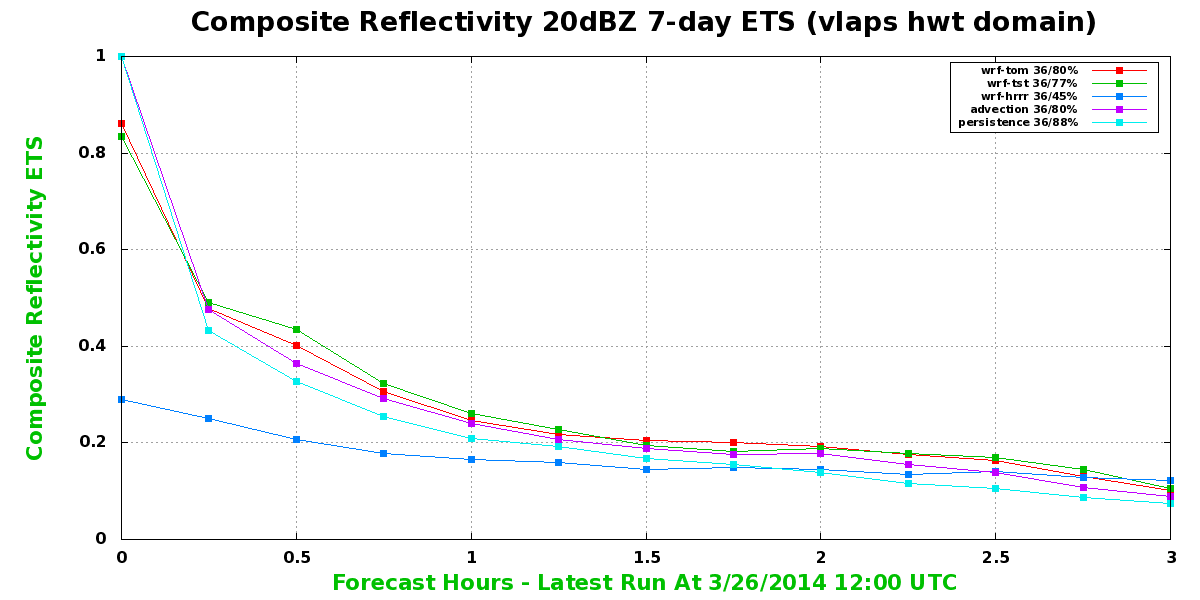 Composite Reflectivity 20dBZ 7-day ETS (vlaps hwt domain)
wrf-tom 36/80%
wrf-tst 36/77%
wrf-hrrr 36/45%
advection 36/80%
persistence 36/88%
Composite Reflectivity ETS
1
0.8
0.6
0.4
0.2
0
0 0.5 1 1.5 2 2.5 3
Forecast Hours - Latest Run At 3/26/2014 12:00 UTC